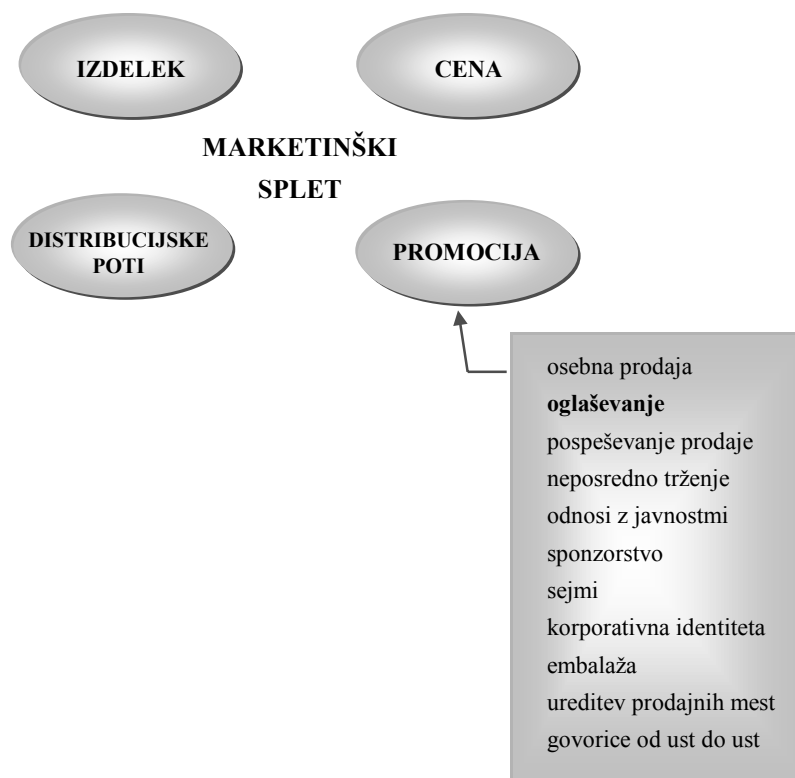 IZDELEK
CENA
MARKETINŠKI
SPLET
DISTRIBUCIJSKE
POTI
PROMOCIJA
osebna prodaja
oglaševanje
pospeševanje prodaje
neposredno trženje
odnosi z javnostmi
sponzorstvo
sejmi
korporativna identiteta
embalaža
ureditev prodajnih mest
govorice od ust do ust